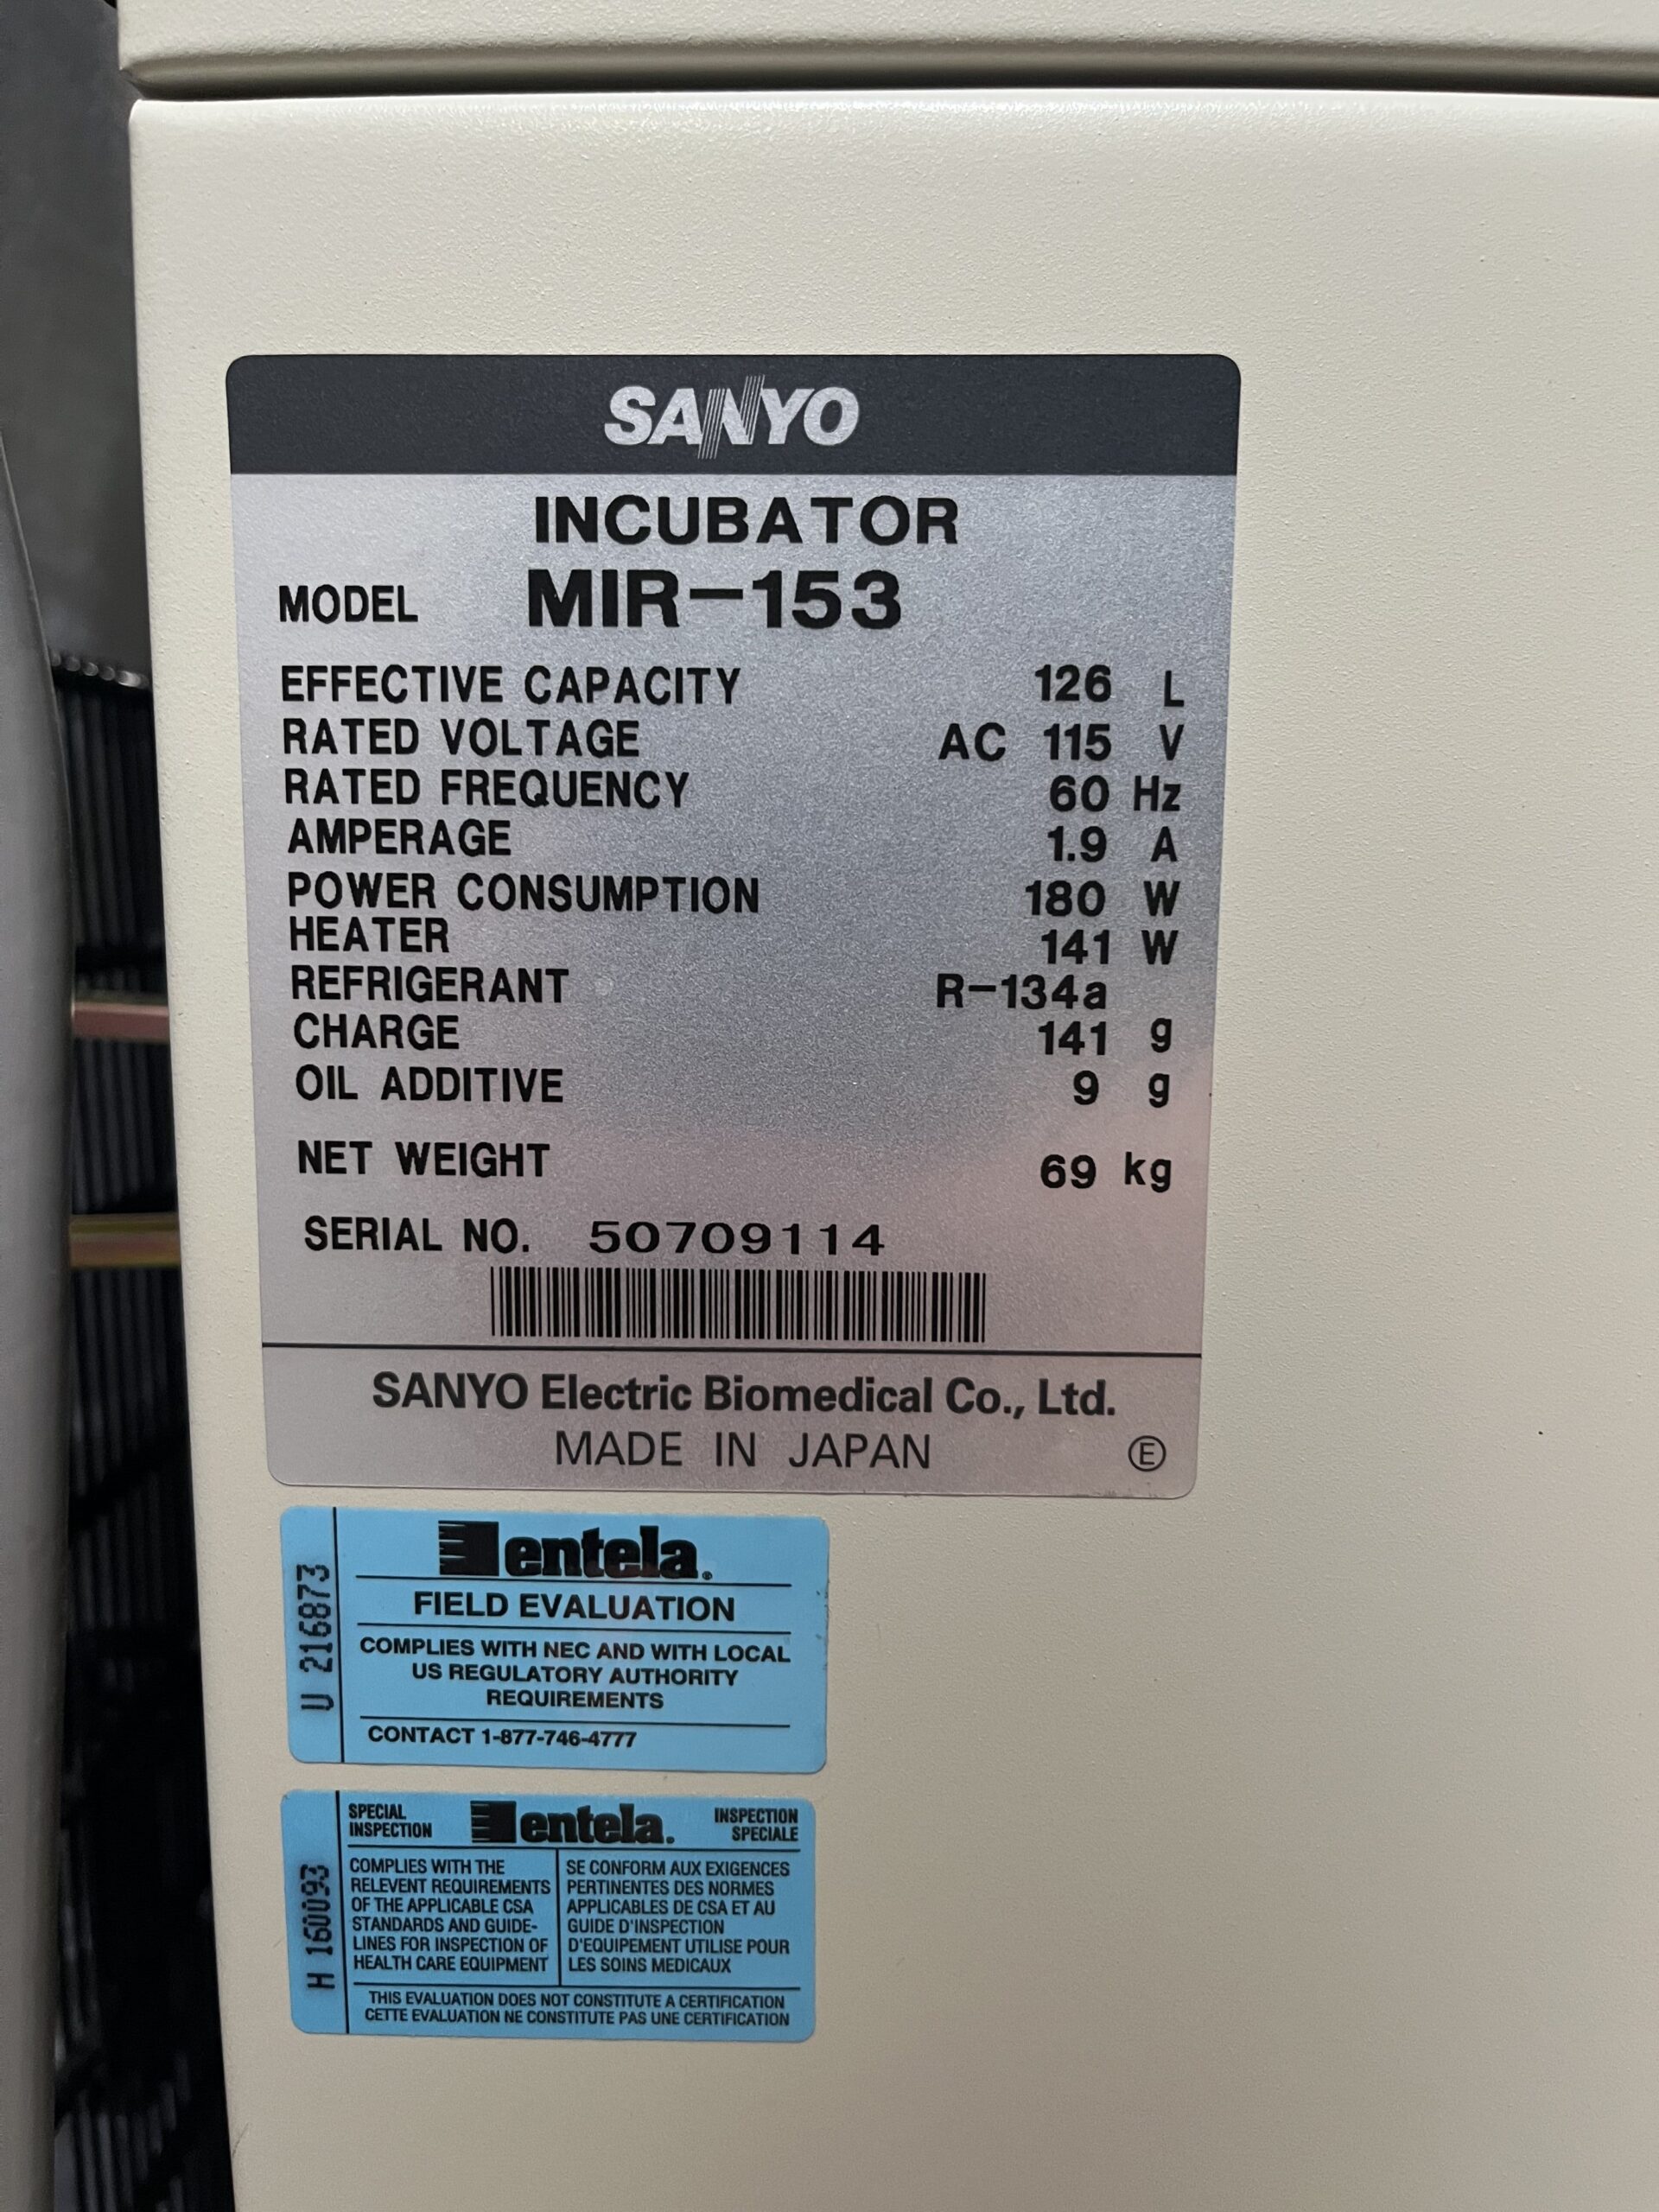 SANYO
INCUBATOR
MODEL MIR-153
EFFECTIVE CAPACITY 126 L
RATED VOLTAGE AC 115 V
RATED FREQUENCY 60 Hz
AMPERAGE 1.9 A
POWER CONSUMPTION 180 W
HEATER 141 W
REFRIGERANT R-134a
CHARGE 141 g
OIL ADDITIVE 9 g
NET WEIGHT 69 kg
SERIAL NO. 50709114
SANYO Electric Biomedical Co., Ltd.
MADE IN JAPAN Ⓔ
U 216873
entela®
FIELD EVALUATION
COMPLIES WITH NEC AND WITH LOCAL
US REGULATORY AUTHORITY
REQUIREMENTS
CONTACT 1-877-746-4777
H 160093
SPECIAL
INSPECTION
entela.
INSPECTION
SPECIALE
COMPLIES WITH THE
RELEVENT REQUIREMENTS
OF THE APPLICABLE CSA
STANDARDS AND GUIDE-
LINES FOR INSPECTION OF
HEALTH CARE EQUIPMENT
SE CONFORM AUX EXIGENCES
PERTINENTES DES NORMES
APPLICABLES DE CSA ET AU
GUIDE D'INSPECTION
D'EQUIPEMENT UTILISE POUR
LES SOINS MEDICAUX
THIS EVALUATION DOES NOT CONSTITUTE A CERTIFICATION
CETTE EVALUATION NE CONSTITUTE PAS UNE CERTIFICATION